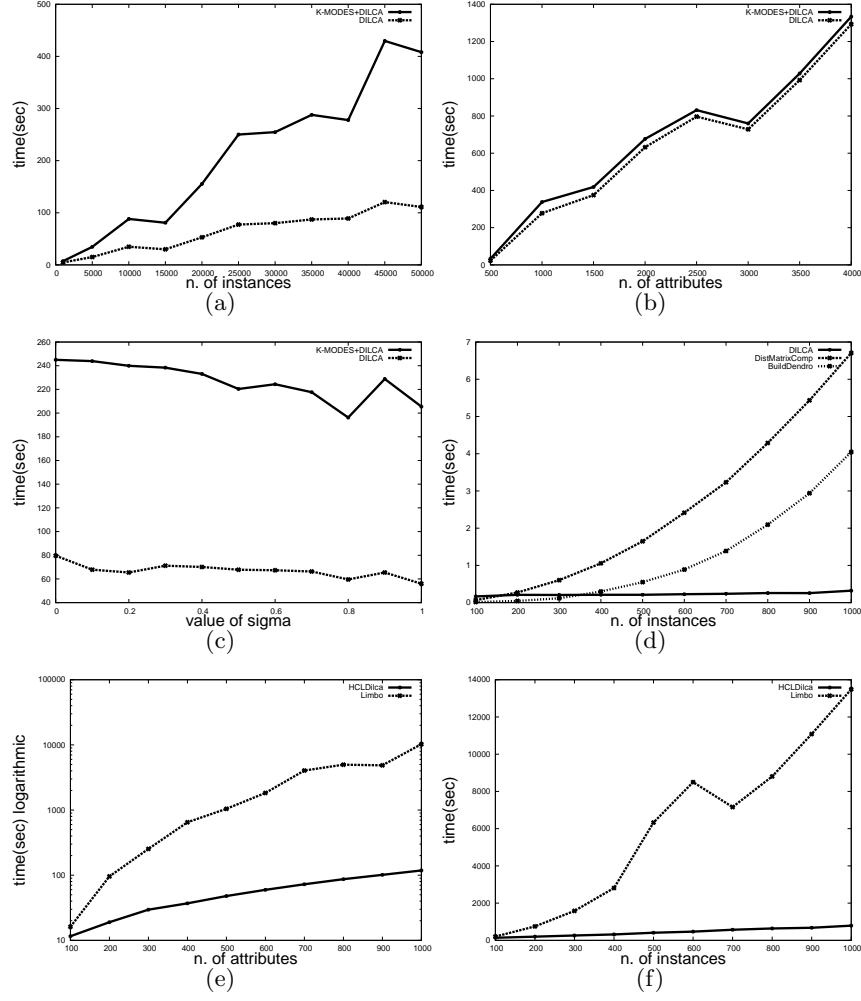 500
400
300
200
100
0
5000 10000 15000 20000 25000 30000 35000 40000 45000 50000
time(sec)
n. of instances
K-MODES+DILCA
DILCA
(a)
1400
1200
1000
800
600
400
200
0
500 1000 1500 2000 2500 3000 3500 4000
time(sec)
n. of attributes
K-MODES+DILCA
DILCA
(b)
260
240
220
200
180
160
140
120
100
80
60
40
0 0.2 0.4 0.6 0.8 1
time(sec)
value of sigma
K-MODES+DILCA
DILCA
(c)
7
6
5
4
3
2
1
0
100 200 300 400 500 600 700 800 900 1000
time(sec)
n. of instances
DILCA
DistMatrixComp
BuildDendro
(d)
100000
10000
1000
100
10
100 200 300 400 500 600 700 800 900 1000
time(sec) logarithmic
n. of attributes
HCLDilca
Limbo
(e)
14000
12000
10000
8000
6000
4000
2000
0
100 200 300 400 500 600 700 800 900 1000
time(sec)
n. of instances
HCLDilca
Limbo
(f)